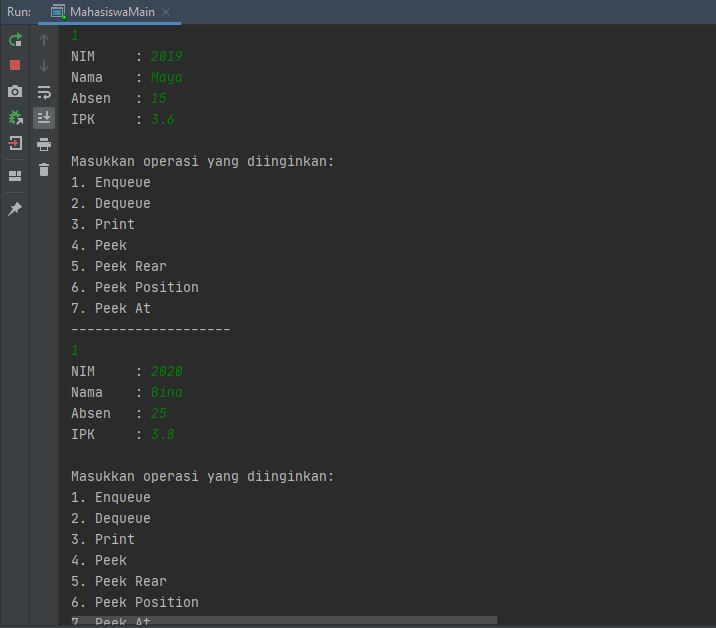 Run: MahasiswaMain
1
NIM : 2019
Nama : Maya
Absen : 15
IPK : 3.6
Masukkan operasi yang diinginkan:
1. Enqueue
2. Dequeue
3. Print
4. Peek
5. Peek Rear
6. Peek Position
7. Peek At
--------------------
1
NIM : 2020
Nama : Bina
Absen : 25
IPK : 3.8
Masukkan operasi yang diinginkan:
1. Enqueue
2. Dequeue
3. Print
4. Peek
5. Peek Rear
6. Peek Position
7. Peek At